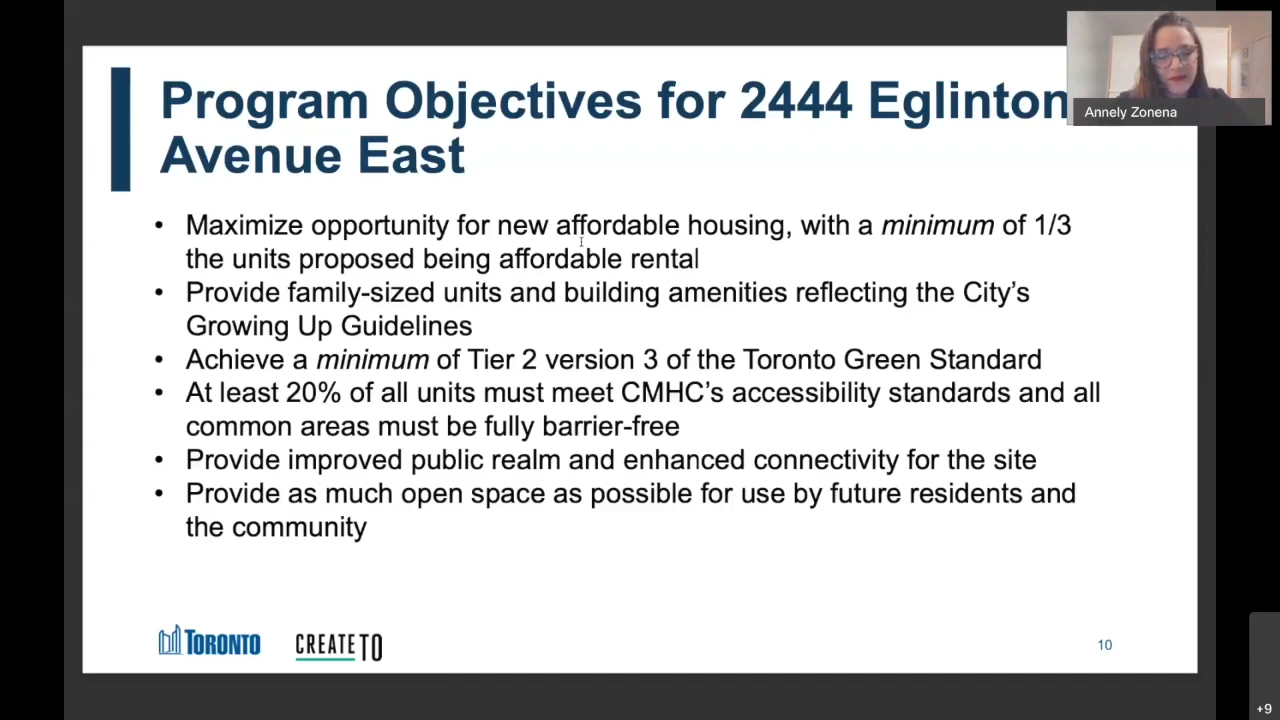 Program Objectives for 2444 Eglinton
Avenue East
Annely Zonena
• Maximize opportunity for new affordable housing, with a minimum of 1/3
the units proposed being affordable rental
• Provide family-sized units and building amenities reflecting the City’s
Growing Up Guidelines
• Achieve a minimum of Tier 2 version 3 of the Toronto Green Standard
• At least 20% of all units must meet CMHC’s accessibility standards and all
common areas must be fully barrier-free
• Provide improved public realm and enhanced connectivity for the site
• Provide as much open space as possible for use by future residents and
the community
TORONTO
CREATETO
10
+9